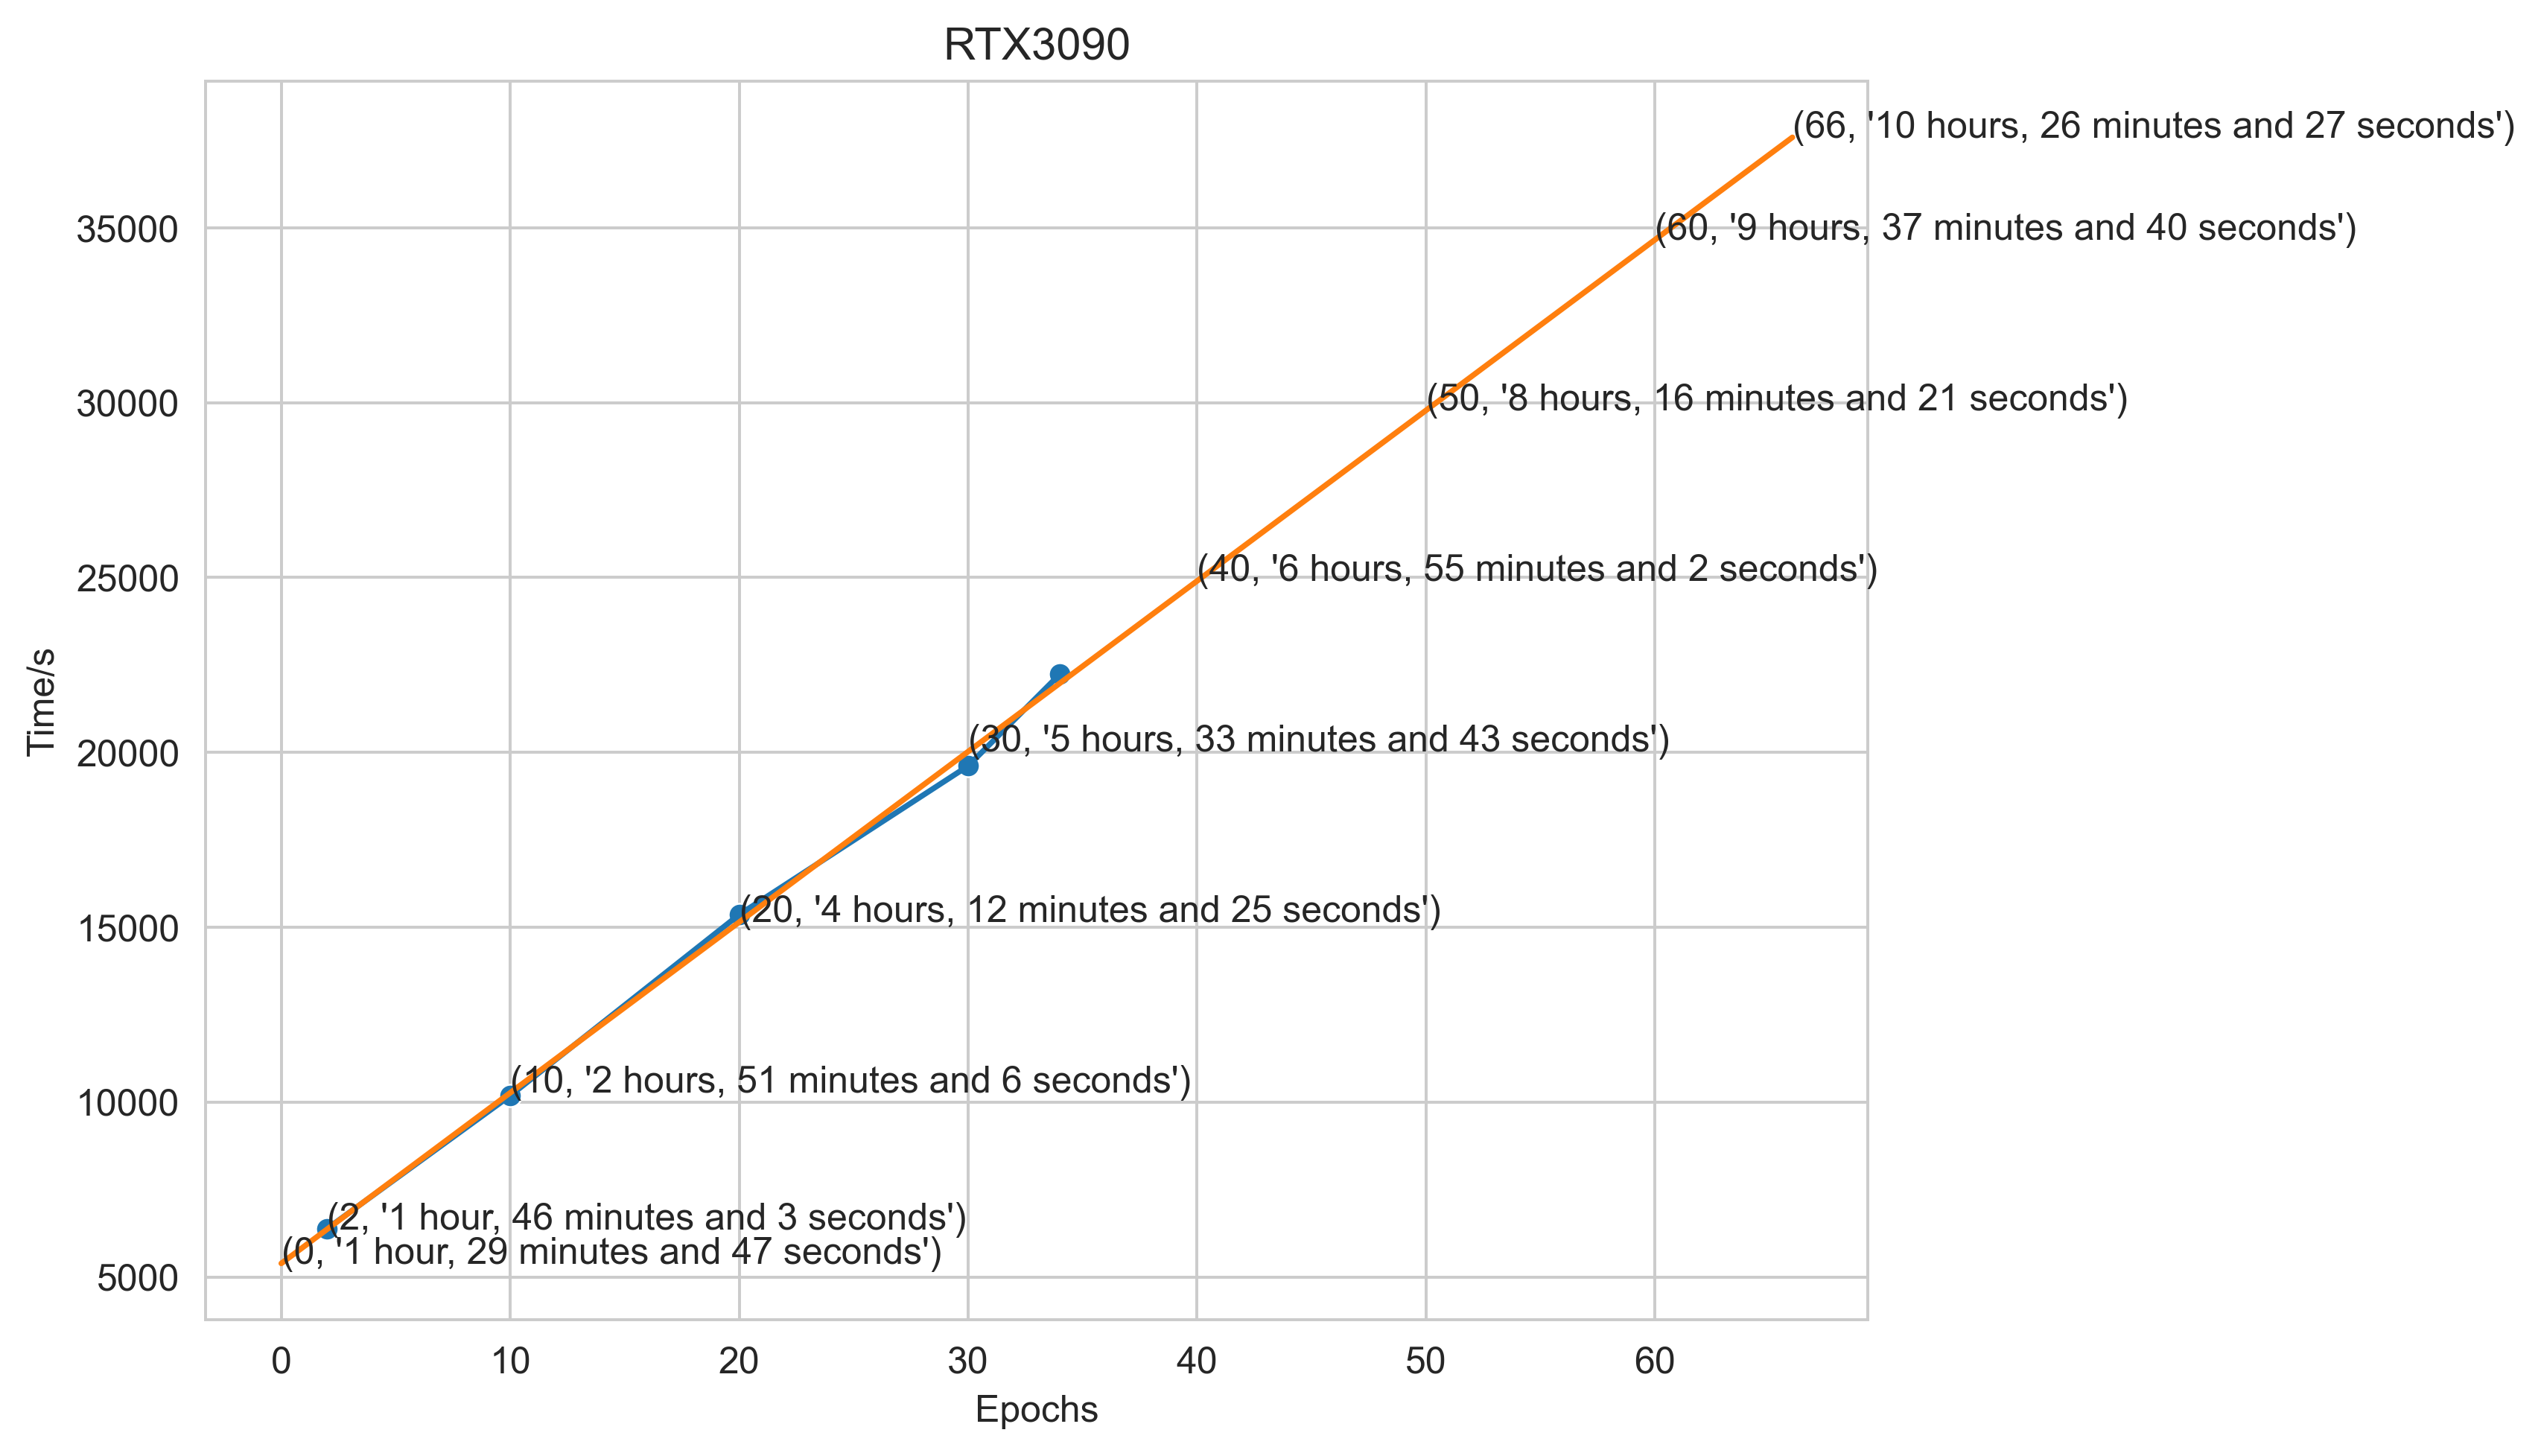 RTX3090
(66, '10 hours, 26 minutes and 27 seconds')
35000
(60, '9 hours, 37 minutes and 40 seconds')
30000
(50, '8 hours, 16 minutes and 21 seconds')
25000
(40, '6 hours, 55 minutes and 2 seconds')
Time/s
20000
(30, '5 hours, 33 minutes and 43 seconds')
15000
(20, '4 hours, 12 minutes and 25 seconds')
10000
(10, '2 hours, 51 minutes and 6 seconds')
(2, '1 hour, 46 minutes and 3 seconds')
(0, '1 hour, 29 minutes and 47 seconds')
5000
0 10 20 30 40 50 60
Epochs